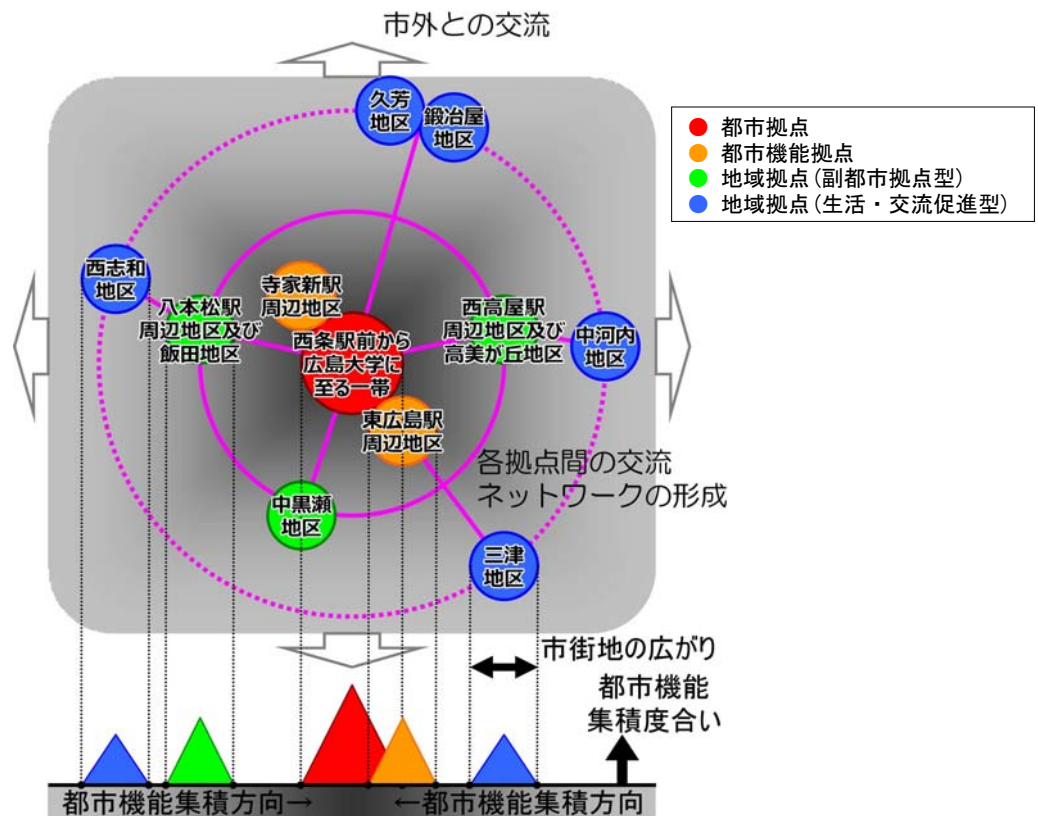 市外との交流
久芳
地区
鍛冶屋
地区
都市拠点
都市機能拠点
地域拠点(副都市拠点型)
地域拠点(生活・交流促進型)
西志和
地区
寺家新駅
周辺地区
八本松駅
周辺地区及び
飯田地区
西条駅前から
広島大学に
至る一帯
西高屋駅
周辺地区及び
高美が丘地区
中河内
地区
東広島駅
周辺地区
各拠点間の交流
ネットワークの形成
中黒瀬
地区
三津
地区
市街地の広がり
都市機能
集積度合い
都市機能集積方向→
←都市機能集積方向